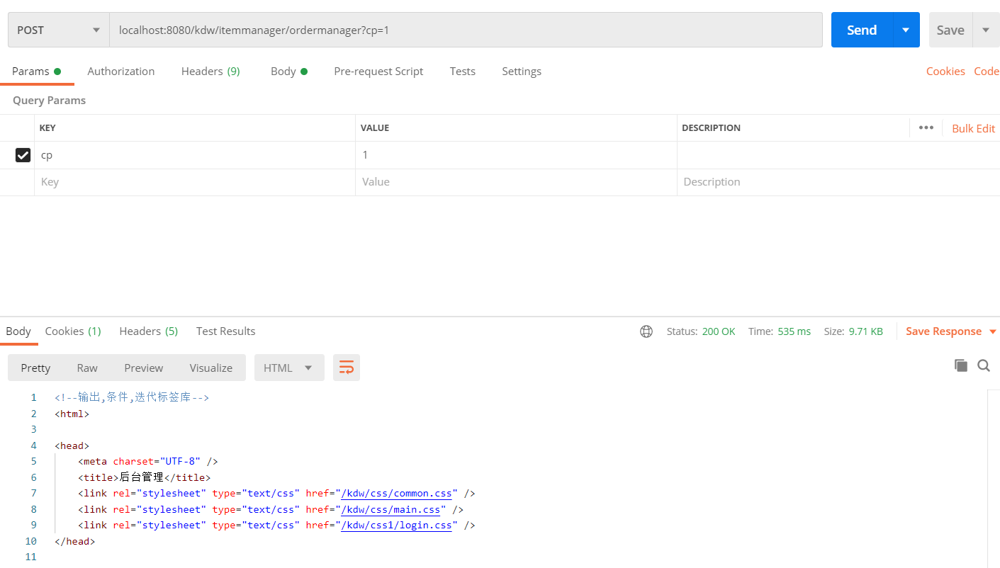 POST localhost:8080/kdw/itemmanager/ordermanager?cp=1 Send Save
Params Authorization Headers (9) Body Pre-request Script Tests Settings Cookies Code
Query Params
KEY VALUE DESCRIPTION ••• Bulk Edit
cp 1
Key Value Description
Body Cookies (1) Headers (5) Test Results Status: 200 OK Time: 535 ms Size: 9.71 KB Save Response
Pretty Raw Preview Visualize HTML
1 <!--输出,条件,迭代标签库-->
2 <html>
3
4 <head>
5 <meta charset="UTF-8" />
6 <title>后台管理</title>
7 <link rel="stylesheet" type="text/css" href="/kdw/css/common.css" />
8 <link rel="stylesheet" type="text/css" href="/kdw/css/main.css" />
9 <link rel="stylesheet" type="text/css" href="/kdw/css1/login.css" />
10 </head>
11